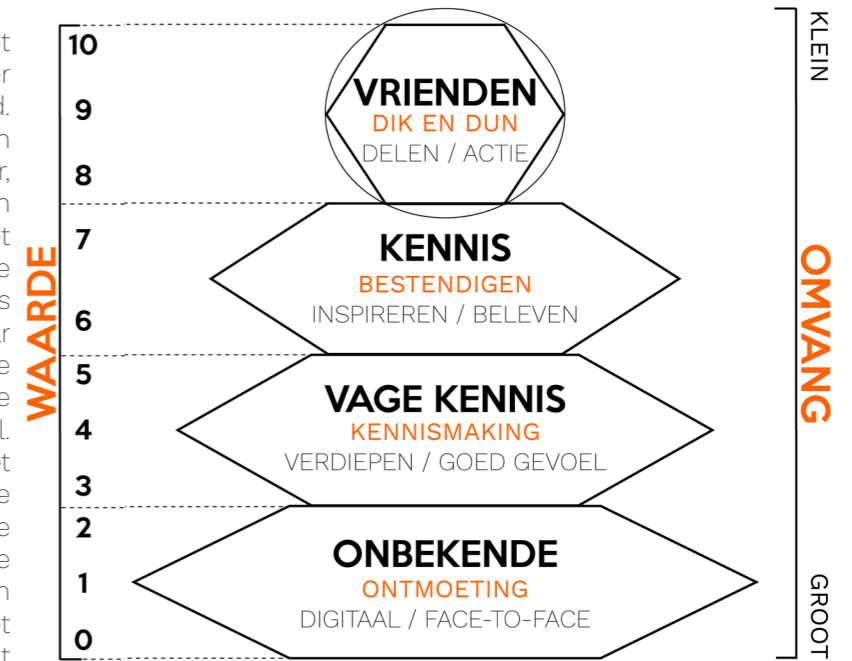 10
9
8
7
6
5
4
3
2
1
0
WAARDE
VRIENDEN
DIK EN DUN
DELEN / ACTIE
KENNIS
BESTENDIGEN
INSPIREREN / BELEVEN
VAGE KENNIS
KENNISMAKING
VERDIEPEN / GOED GEVOEL
ONBEKENDE
ONTMOETING
DIGITAAL / FACE-TO-FACE
KLEIN
OMVANG
GROOT